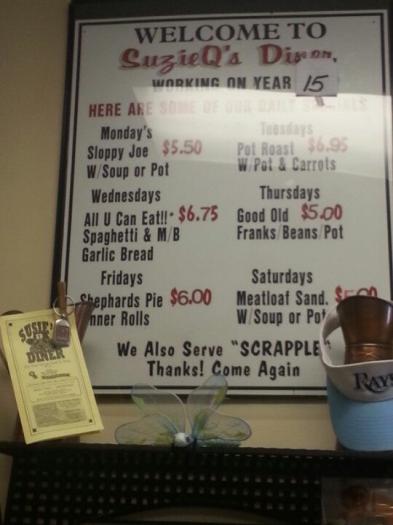 WELCOME TO
SuzieQ's Diner,
WORKING ON YEAR 15
HERE ARE SOME OF OUR DAILY SPECIALS
Monday's
Sloppy Joe $5.50
W/Soup or Pot
Tuesdays
Pot Roast $6.95
W/Pot & Carrots
Wednesdays
All U Can Eat!!* $6.75
Spaghetti & M/B
Garlic Bread
Thursdays
Good Old $5.00
Franks/Beans/Pot
Fridays
Shephards Pie $6.00
nner Rolls
Saturdays
Meatloaf Sand.
W/Soup or Pot
We Also Serve "SCRAPPLE
Thanks! Come Again
SUSIE
DINER
RAYS